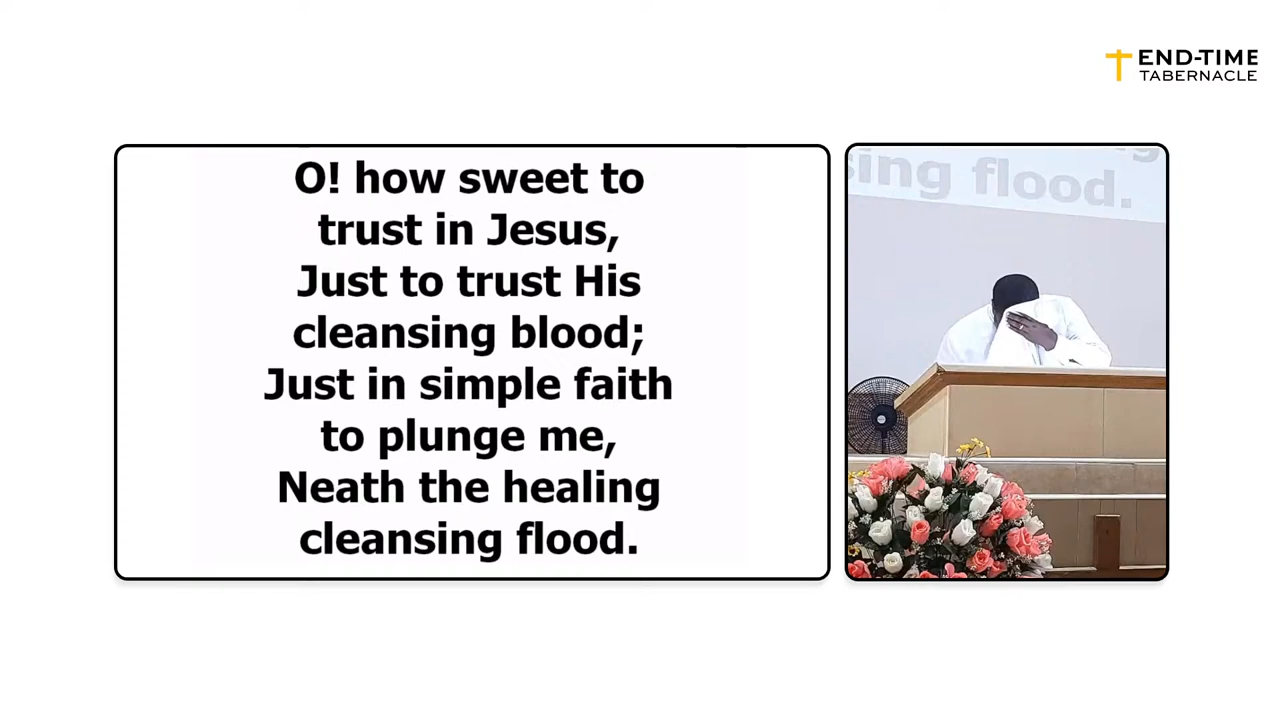 END-TIME
TABERNACLE
O! how sweet to
trust in Jesus,
Just to trust His
cleansing blood;
Just in simple faith
to plunge me,
Neath the healing
cleansing flood.
sing flood.